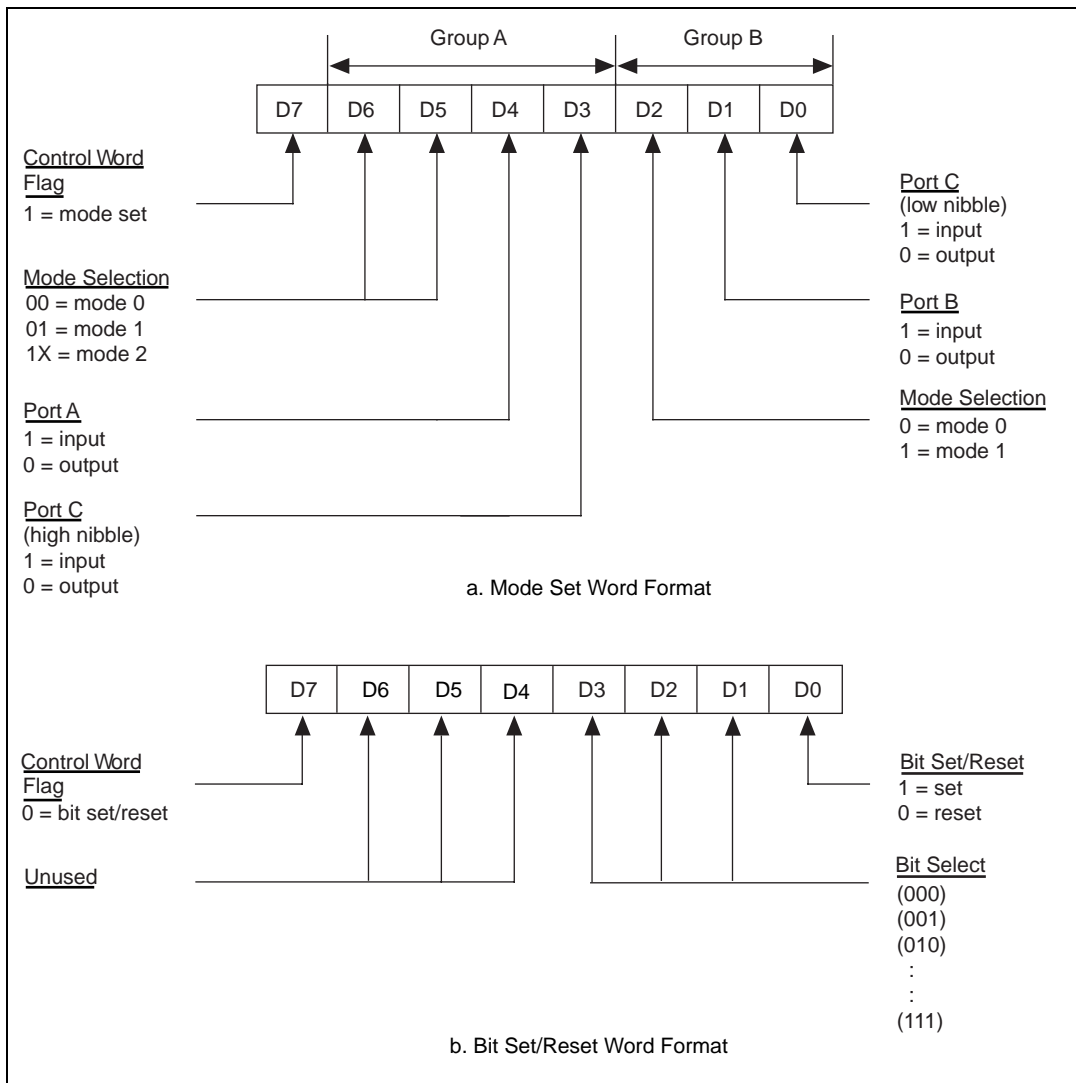 Group A
Group B
D7 D6 D5 D4 D3 D2 D1 D0
Control Word
Flag
1 = mode set
Mode Selection
00 = mode 0
01 = mode 1
1X = mode 2
Port A
1 = input
0 = output
Port C
(high nibble)
1 = input
0 = output
Port C
(low nibble)
1 = input
0 = output
Port B
1 = input
0 = output
Mode Selection
0 = mode 0
1 = mode 1
a. Mode Set Word Format
D7 D6 D5 D4 D3 D2 D1 D0
Control Word
Flag
0 = bit set/reset
Unused
Bit Set/Reset
1 = set
0 = reset
Bit Select
(000)
(001)
(010)
:
:
(111)
b. Bit Set/Reset Word Format